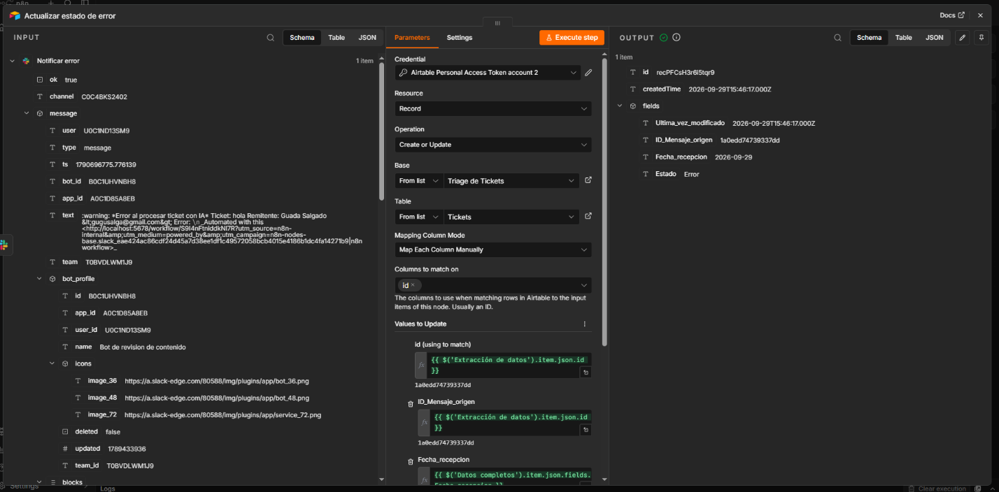 Actualizar estado de error
Docs
INPUT
Schema
Table
JSON
Notificar error
1 item
ok true
channel C0C4BKS2402
message
user U0C1ND13SM9
type message
ts 1790696775.776139
bot_id B0C1UHVNBH8
app_id A0C1D85A8EB
text :warning: *Error al procesar ticket con IA* Ticket: hola Remitente: Guada Salgado
&lt;gugusalga@gmail.com&gt; Error: \n_Automated with this
<http://localhost:5678/workflow/S9I4nFtniddkNI7R?utm_source=n8n-
internal&amp;utm_medium=powered_by&amp;utm_campaign=n8n-nodes-
base.slack_eae424ac86cdf24d45a7d38ee1df1c49572058bcb4015e4186b1dc4fa14271b9|n8n
workflow>_
team T0BVDLWM1J9
bot_profile
id B0C1UHVNBH8
app_id A0C1D85A8EB
user_id U0C1ND13SM9
name Bot de revision de contenido
icons
image_36 https://a.slack-edge.com/80588/img/plugins/app/bot_36.png
image_48 https://a.slack-edge.com/80588/img/plugins/app/bot_48.png
image_72 https://a.slack-edge.com/80588/img/plugins/app/service_72.png
deleted false
updated 1789433936
team_id T0BVDLWM1J9
blocks
Parameters
Settings
Execute step
Credential
Airtable Personal Access Token account 2
Resource
Record
Operation
Create or Update
Base
From list
Triage de Tickets
Table
From list
Tickets
Mapping Column Mode
Map Each Column Manually
Columns to match on
id ×
The columns to use when matching rows in Airtable to the input
items of this node. Usually an ID.
Values to Update
id (using to match)
fx
{{ $('Extracción de datos').item.json.id
}}
1a0edd74739337dd
ID_Mensaje_origen
fx
{{ $('Extracción de datos').item.json.id
}}
1a0edd74739337dd
Fecha_recepcion
fx
{{ $('Datos completos').item.json.fields.
Fecha_recepcion }}
OUTPUT
Schema
Table
JSON
1 item
id recPFCsH3r6i5tqr9
createdTime 2026-09-29T15:46:17.000Z
fields
Ultima_vez_modificado 2026-09-29T15:46:17.000Z
ID_Mensaje_origen 1a0edd74739337dd
Fecha_recepcion 2026-09-29
Estado Error
Settings
Logs
Clear execution